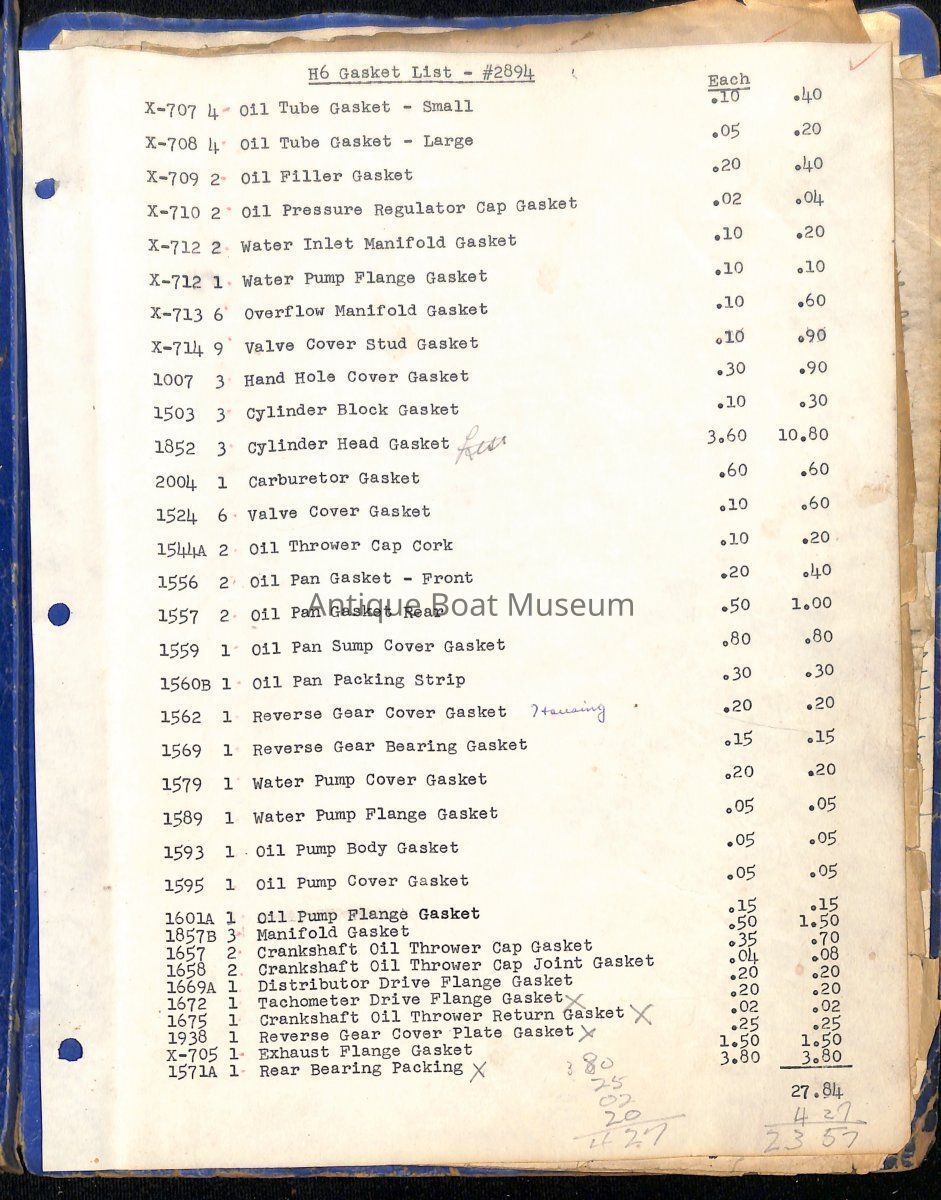 H6 Gasket List - #2894
Each
X-707 4 Oil Tube Gasket - Small .10 .40
X-708 4 Oil Tube Gasket - Large .05 .20
X-709 2 Oil Filler Gasket .20 .40
X-710 2 Oil Pressure Regulator Cap Gasket .02 .04
X-712 2 Water Inlet Manifold Gasket .10 .20
X-712 1 Water Pump Flange Gasket .10 .10
X-713 6 Overflow Manifold Gasket .10 .60
X-714 9 Valve Cover Stud Gasket .10 .90
1007 3 Hand Hole Cover Gasket .30 .90
1503 3 Cylinder Block Gasket .10 .30
1852 3 Cylinder Head Gasket 3.60 10.80
2004 1 Carburetor Gasket .60 .60
1524 6 Valve Cover Gasket .10 .60
1544A 2 Oil Thrower Cap Cork .10 .20
1556 2 Oil Pan Gasket - Front .20 .40
Antique Boat Museum
1557 2 Oil Pan Gasket Rear .50 1.00
1559 1 Oil Pan Sump Cover Gasket .80 .80
1560B 1 Oil Pan Packing Strip .30 .30
1562 1 Reverse Gear Cover Gasket Housing .20 .20
1569 1 Reverse Gear Bearing Gasket .15 .15
1579 1 Water Pump Cover Gasket .20 .20
1589 1 Water Pump Flange Gasket .05 .05
1593 1 Oil Pump Body Gasket .05 .05
1595 1 Oil Pump Cover Gasket .05 .05
1601A 1 Oil Pump Flange Gasket .15 .15
1857B 3 Manifold Gasket .50 1.50
1657 2 Crankshaft Oil Thrower Cap Gasket .35 .70
1658 2 Crankshaft Oil Thrower Cap Joint Gasket .04 .08
1669A 1 Distributor Drive Flange Gasket .20 .20
1672 1 Tachometer Drive Flange Gasket X .20 .20
1675 1 Crankshaft Oil Thrower Return Gasket X .02 .02
1938 1 Reverse Gear Cover Plate Gasket X .25 .25
X-705 1 Exhaust Flange Gasket 1.50 1.50
1571A 1 Rear Bearing Packing X 3.80 3.80
3 80
25
02
20
4 27
27.84
4 27
23 57